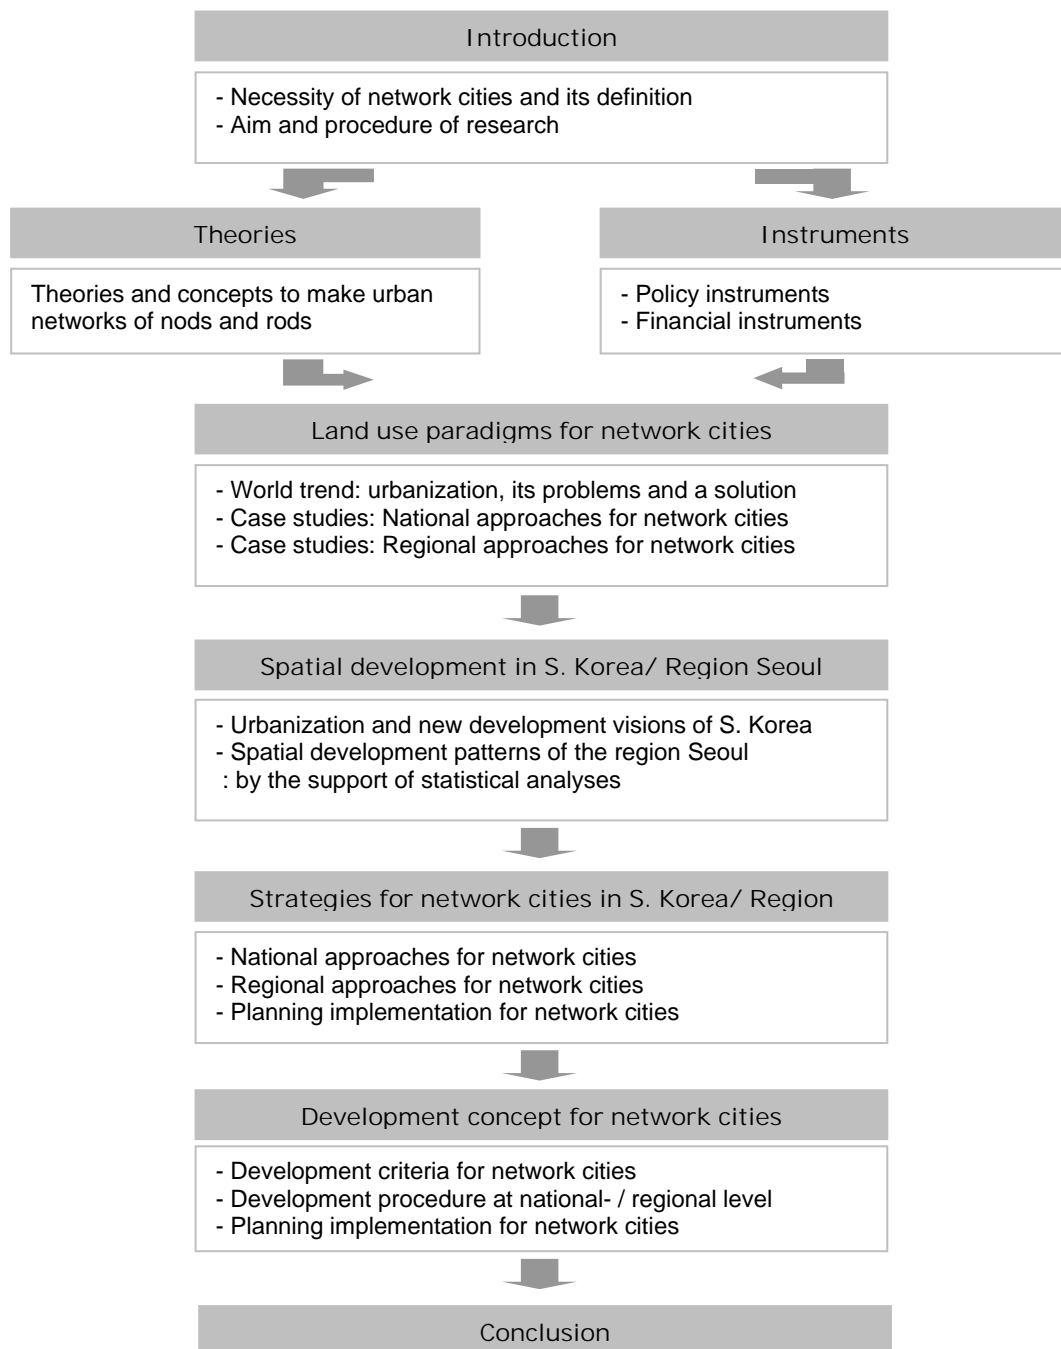 Introduction
- Necessity of network cities and its definition
- Aim and procedure of research
Theories
Theories and concepts to make urban
networks of nods and rods
Instruments
- Policy instruments
- Financial instruments
Land use paradigms for network cities
- World trend: urbanization, its problems and a solution
- Case studies: National approaches for network cities
- Case studies: Regional approaches for network cities
Spatial development in S. Korea/ Region Seoul
- Urbanization and new development visions of S. Korea
- Spatial development patterns of the region Seoul
: by the support of statistical analyses
Strategies for network cities in S. Korea/ Region
- National approaches for network cities
- Regional approaches for network cities
- Planning implementation for network cities
Development concept for network cities
- Development criteria for network cities
- Development procedure at national- / regional level
- Planning implementation for network cities
Conclusion